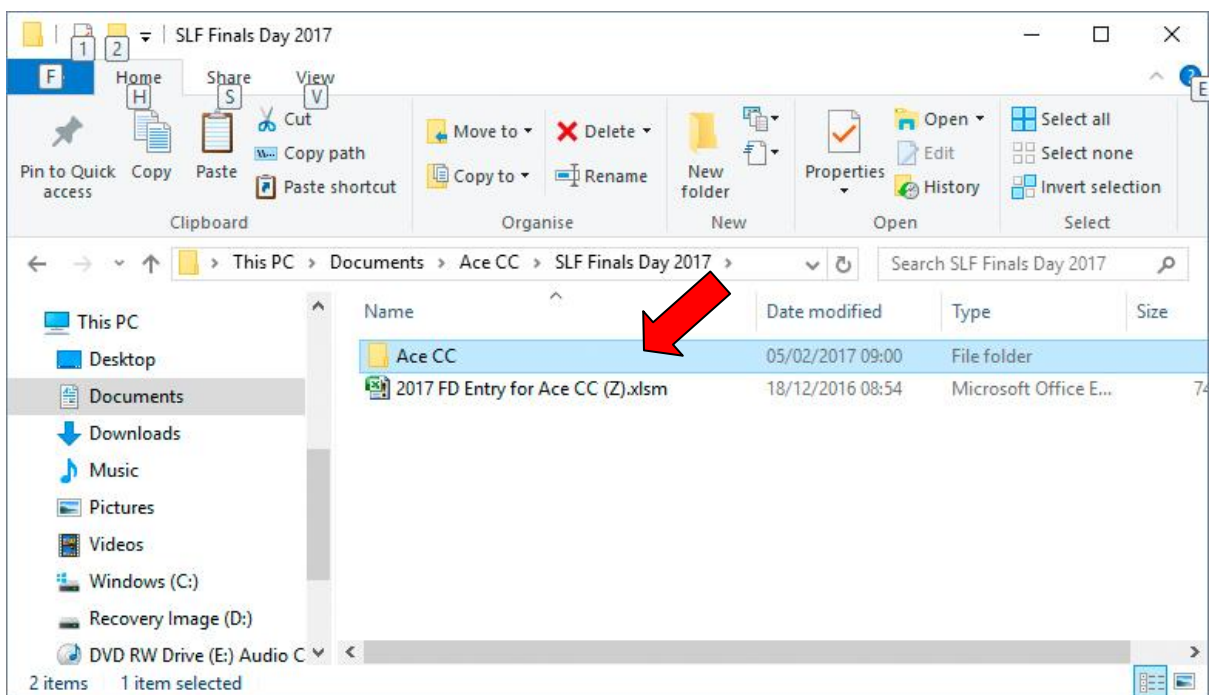 1 2 SLF Finals Day 2017
F Home Share View E
H S V
Cut
Copy path
Paste shortcut
Pin to Quick access
Copy
Paste
Clipboard
Move to
Copy to
Delete
Rename
Organise
New folder
New
Properties
Open
Edit
History
Open
Select all
Select none
Invert selection
Select
This PC > Documents > Ace CC > SLF Finals Day 2017 >
Search SLF Finals Day 2017
This PC
Desktop
Documents
Downloads
Music
Pictures
Videos
Windows (C:)
Recovery Image (D:)
DVD RW Drive (E:) Audio C
Name Date modified Type Size
Ace CC 05/02/2017 09:00 File folder
2017 FD Entry for Ace CC (Z).xlsm 18/12/2016 08:54 Microsoft Office E... 74
2 items 1 item selected